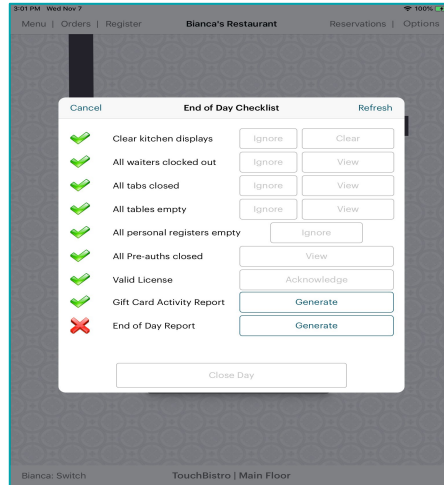 3:01 PM Wed Nov 7 100%
Menu | Orders | Register Bianca's Restaurant Reservations | Options
Cancel End of Day Checklist Refresh
Clear kitchen displays Ignore Clear
All waiters clocked out Ignore View
All tabs closed Ignore View
All tables empty Ignore View
All personal registers empty Ignore
All Pre-auths closed View
Valid License Acknowledge
Gift Card Activity Report Generate
End of Day Report Generate
Close Day
Bianca: Switch TouchBistro | Main Floor